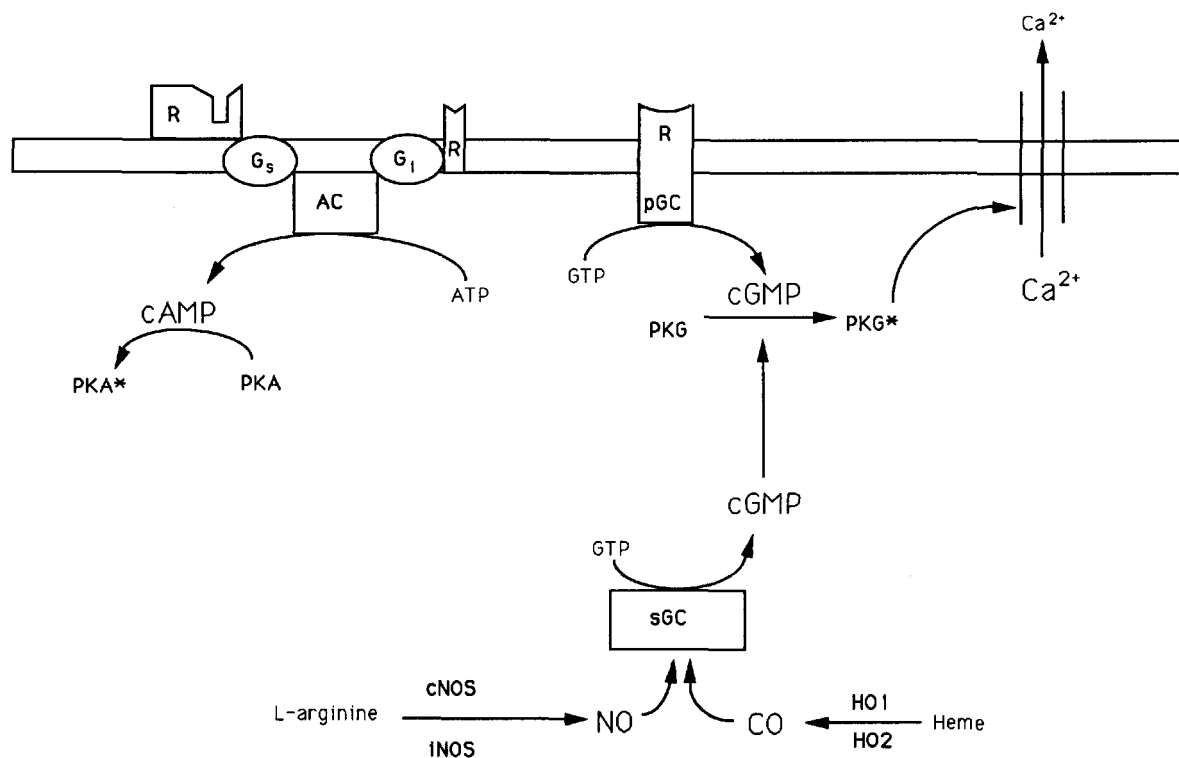 Ca2+
R
Gs
Gi
R
R
AC
pGC
GTP
ATP
cGMP
Ca2+
cAMP
PKG
PKG*
PKA*
PKA
cGMP
GTP
sGC
cNOS
L-arginine
NO
CO
HO1
Heme
iNOS
HO2